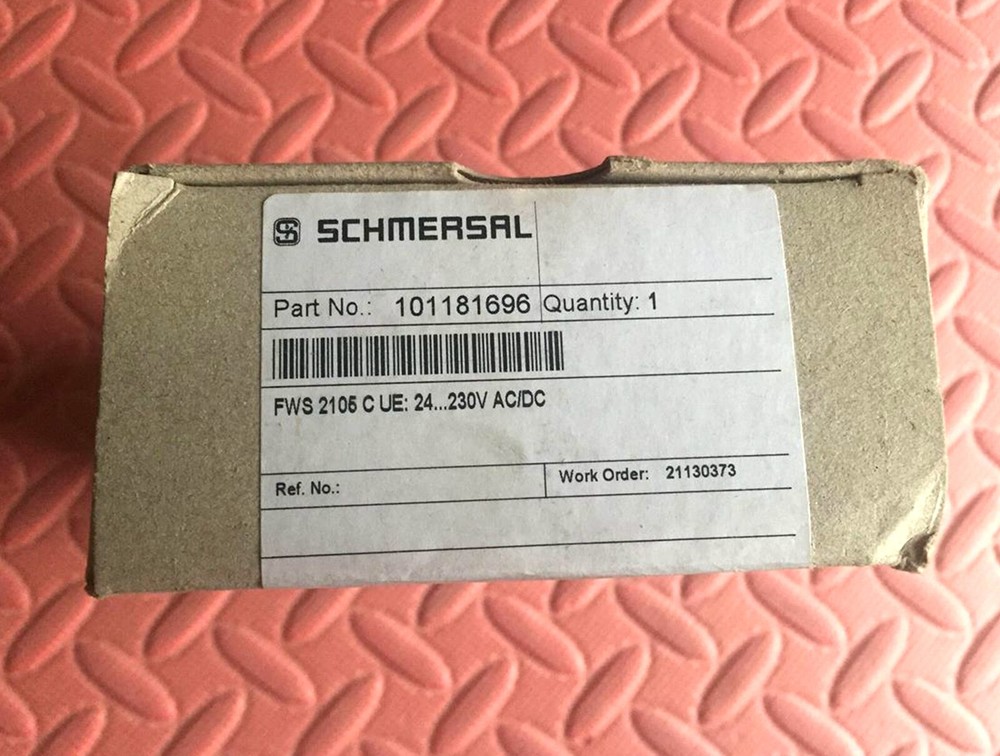 SCHMERSAL
Part No.: 101181696 Quantity: 1
FWS 2105 C UE: 24...230V AC/DC
Ref. No.: Work Order: 21130373